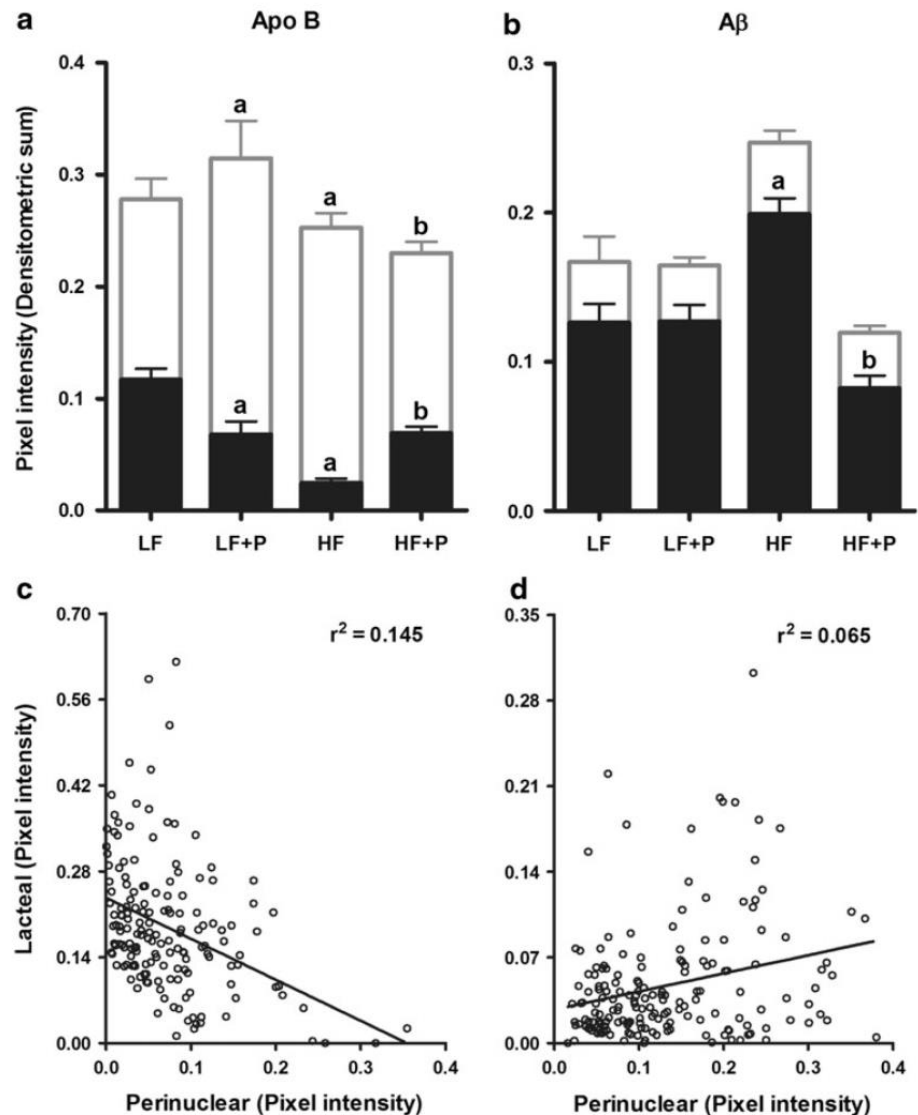 a
Apo B
Pixel intensity (Densitometric sum)
0.4
0.3
0.2
0.1
0.0
a
a
b
a
a
b
LF
LF+P
HF
HF+P
b
Aβ
0.3
0.2
0.1
0.0
a
b
LF
LF+P
HF
HF+P
c
r² = 0.145
Lacteal (Pixel intensity)
0.70
0.56
0.42
0.28
0.14
0.00
0.0
0.1
0.2
0.3
0.4
Perinuclear (Pixel intensity)
d
r² = 0.065
0.35
0.28
0.21
0.14
0.07
0.00
0.0
0.1
0.2
0.3
0.4
Perinuclear (Pixel intensity)